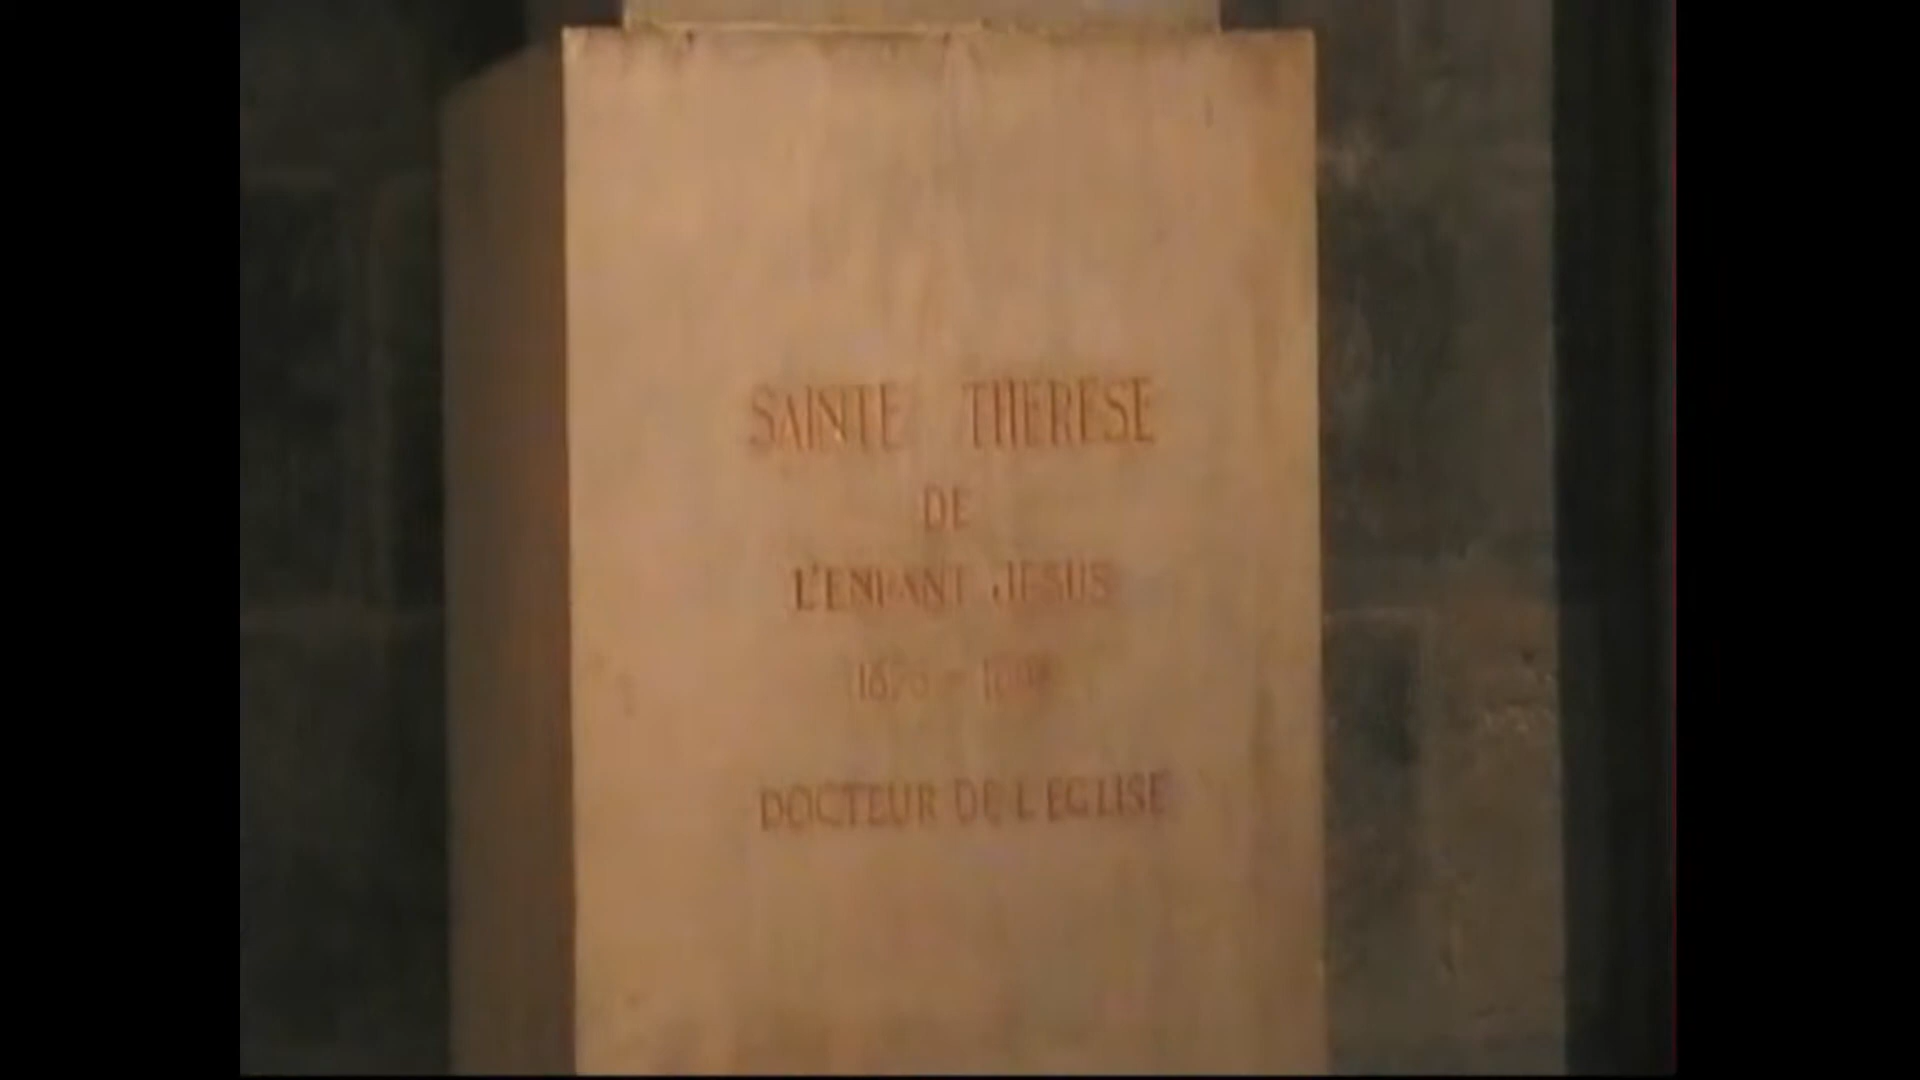 SAINTE THERESE
DE
L'ENFANT JESUS
DOCTEUR DE L'EGLISE